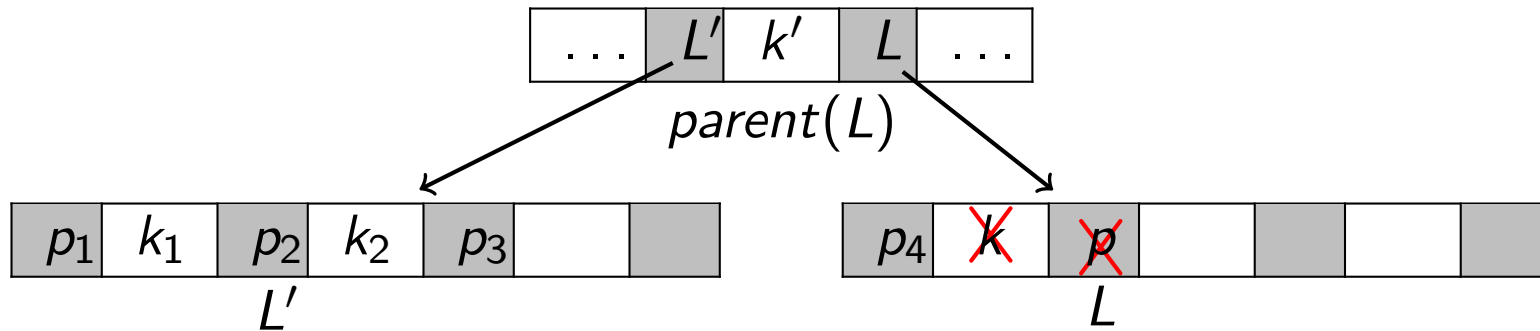 … L′ k′ L …
parent(L)
p₁ k₁ p₂ k₂ p₃
p₄ k p
L′
L